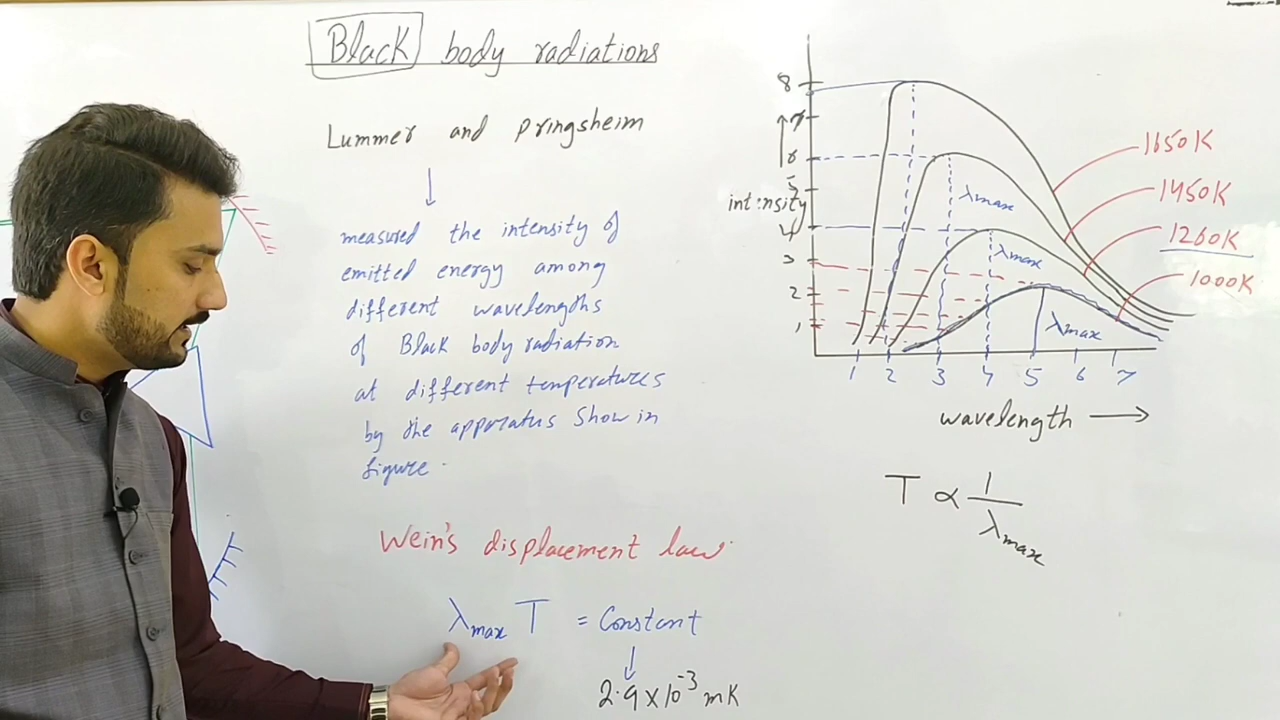 Black body radiations
Lummer and pringsheim
measured the intensity of
emitted energy among
different wavelengths
of Black body radiation
at different temperatures
by the apparatus Show in
figure.
Wein's displacement law.
λmax T = Constant
2.9 x 10⁻³ mK
8
7
6
5
intensity
4
3
2
1
1650K
1450K
1260K
1000K
λmax
λmax
λmax
1 2 3 4 5 6 7
wavelength →
T ∝ 1/λmax